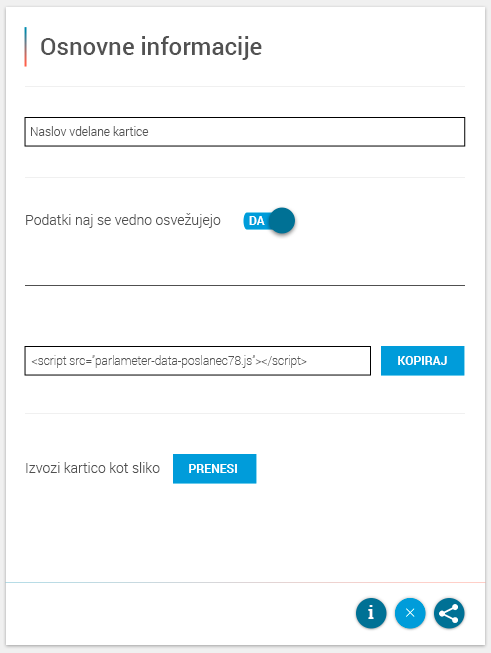 Osnovne informacije
Naslov vdelane kartice
Podatki naj se vedno osvežujejo DA
<script src="parlameter-data-poslanec78.js"></script> KOPIRAJ
Izvozi kartico kot sliko PRENESI